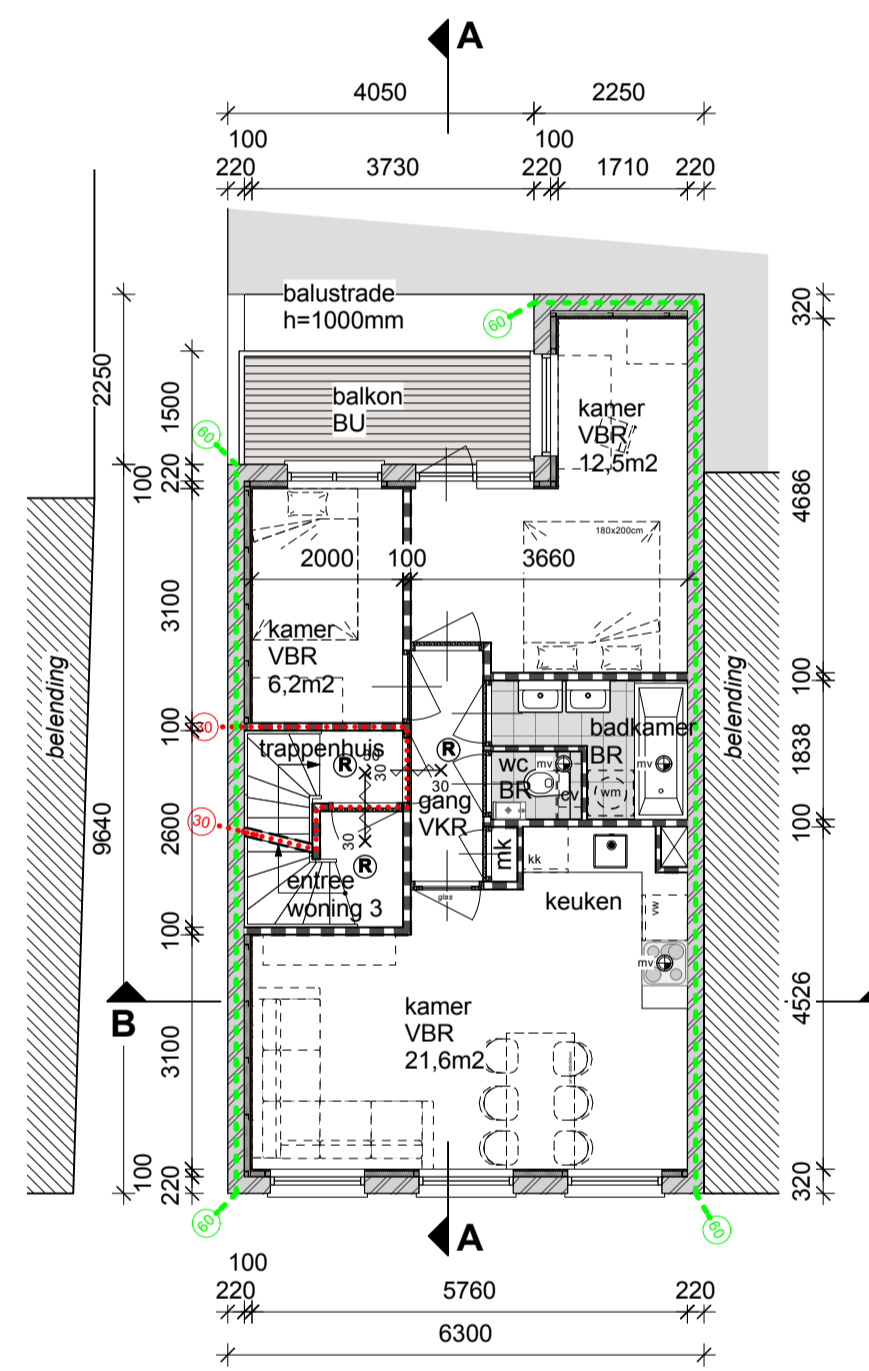 A
4050
2250
100
100
220
3730
220
1710
220
balustrade
h=1000mm
60
320
2250
1500
balkon
BU
kamer
VBR
12,5m2
60
100
220
4686
180x200cm
2000
100
3660
3100
kamer
VBR
6,2m2
belending
belending
100
badkamer
BR
30
100
trappenhuis
R
30
30
R
30
wc
BR
mv
mv
1838
cv
wm
gang
VKR
30
2600
9640
30
R
mk
kk
100
entree
woning 3
glas
keuken
vw
100
mv
B
kamer
VBR
21,6m2
4526
3100
100
220
320
60
60
A
100
220
5760
220
6300